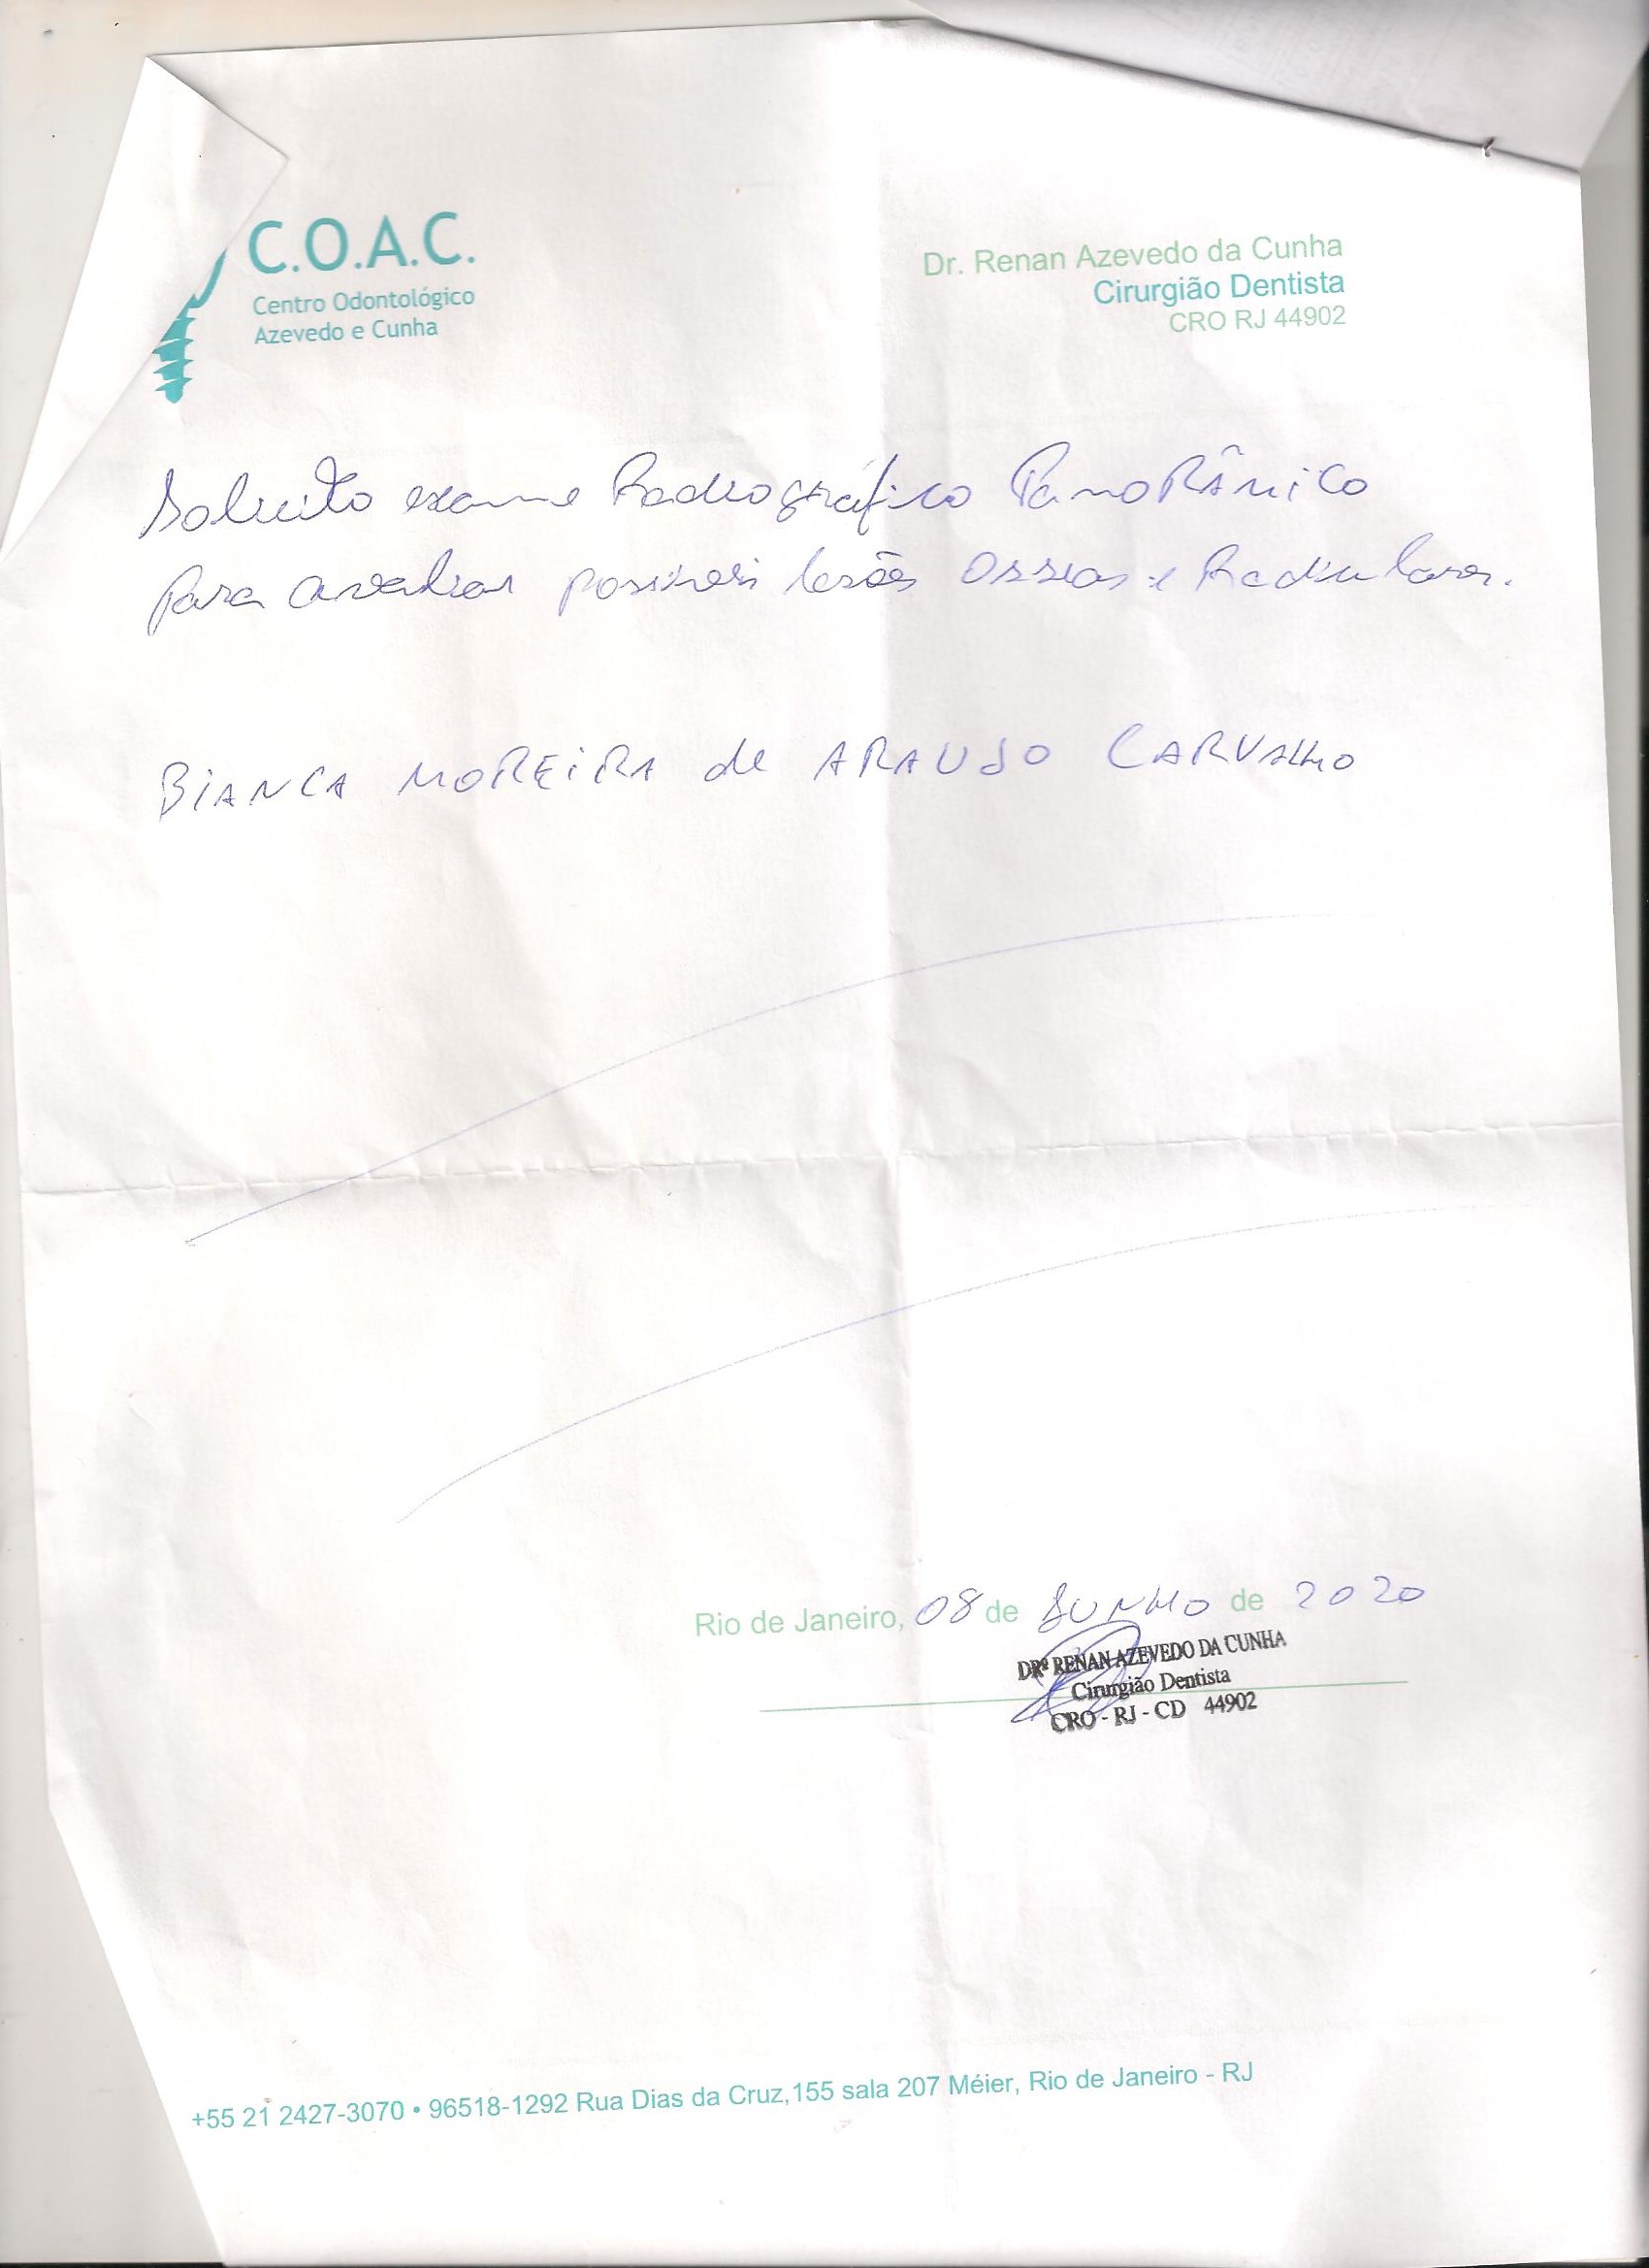 C.O.A.C.
Centro Odontológico
Azevedo e Cunha
Dr. Renan Azevedo da Cunha
Cirurgião Dentista
CRO RJ 44902
Solicito exame Radiográfico Panorâmico
para avaliar possíveis lesões Osseas e Radiculares.
BIANCA MOREIRA de ARAUJO CARVALHO
Rio de Janeiro, 08 de JUNHO de 2020
DRº RENAN AZEVEDO DA CUNHA
Cirurgião Dentista
CRO - RJ - CD 44902
+55 21 2427-3070 • 96518-1292 Rua Dias da Cruz,155 sala 207 Méier, Rio de Janeiro - RJ